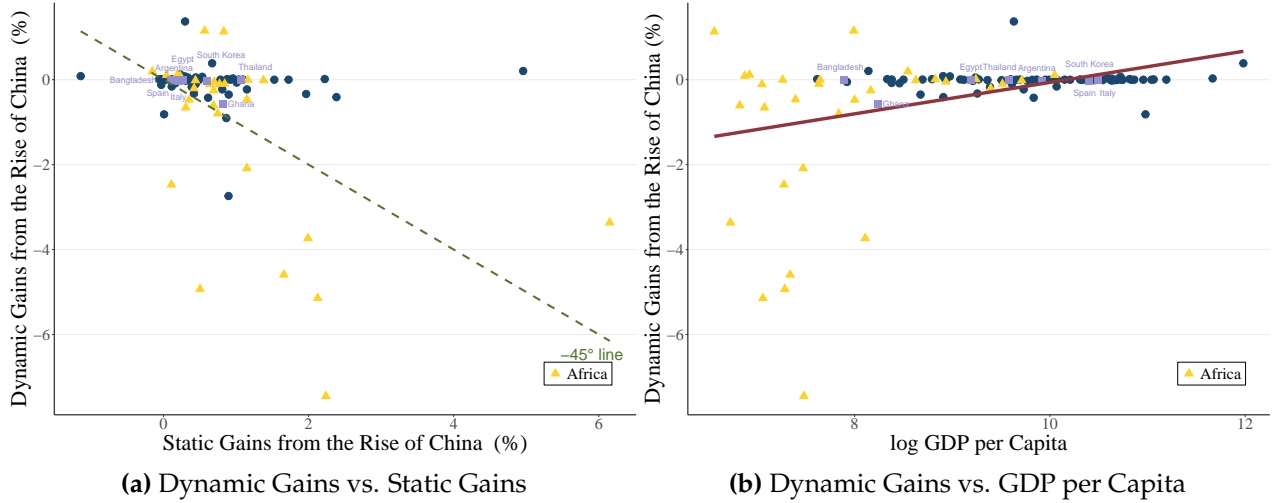 Dynamic Gains from the Rise of China (%)
0
−2
−4
−6
Egypt
South Korea
Argentina
Thailand
Bangladesh
Spain
Italy
Ghana
−45° line
Africa
0 2 4 6
Static Gains from the Rise of China (%)
(a) Dynamic Gains vs. Static Gains
Dynamic Gains from the Rise of China (%)
0
−2
−4
−6
Bangladesh
Egypt
Thailand
Argentina
South Korea
Spain
Italy
Ghana
Africa
8 10 12
log GDP per Capita
(b) Dynamic Gains vs. GDP per Capita